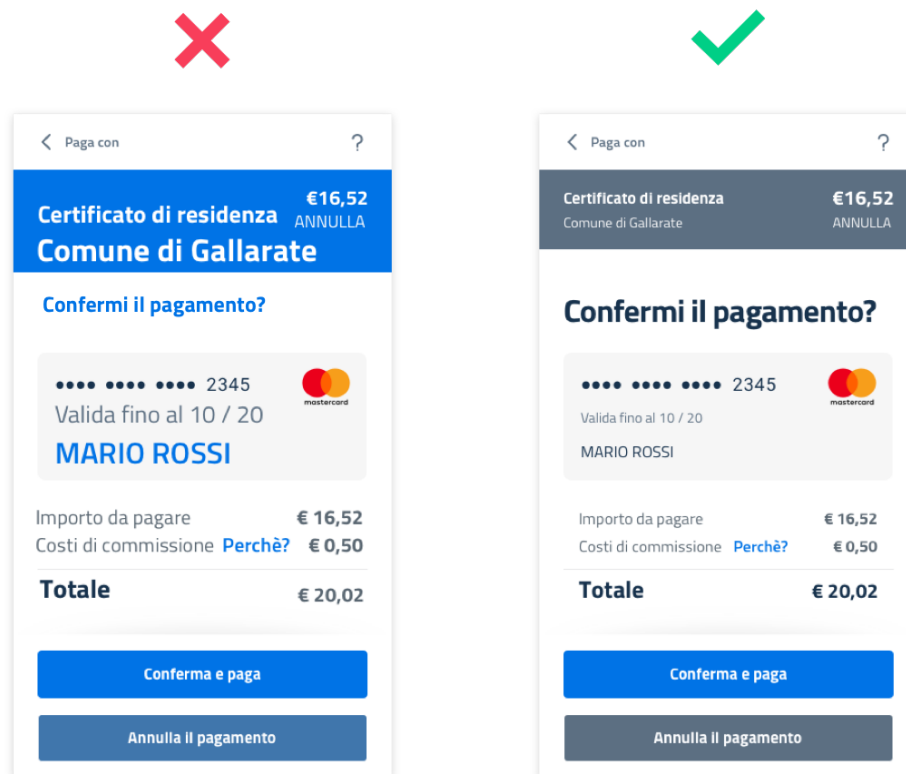 Paga con ?
€16,52
Certificato di residenza ANNULLA
Comune di Gallarate
Confermi il pagamento?
•••• •••• •••• 2345
mastercard
Valida fino al 10 / 20
MARIO ROSSI
Importo da pagare € 16,52
Costi di commissione Perchè? € 0,50
Totale € 20,02
Conferma e paga
Annulla il pagamento
Paga con ?
Certificato di residenza €16,52
Comune di Gallarate ANNULLA
Confermi il pagamento?
•••• •••• •••• 2345
mastercard
Valida fino al 10 / 20
MARIO ROSSI
Importo da pagare € 16,52
Costi di commissione Perchè? € 0,50
Totale € 20,02
Conferma e paga
Annulla il pagamento